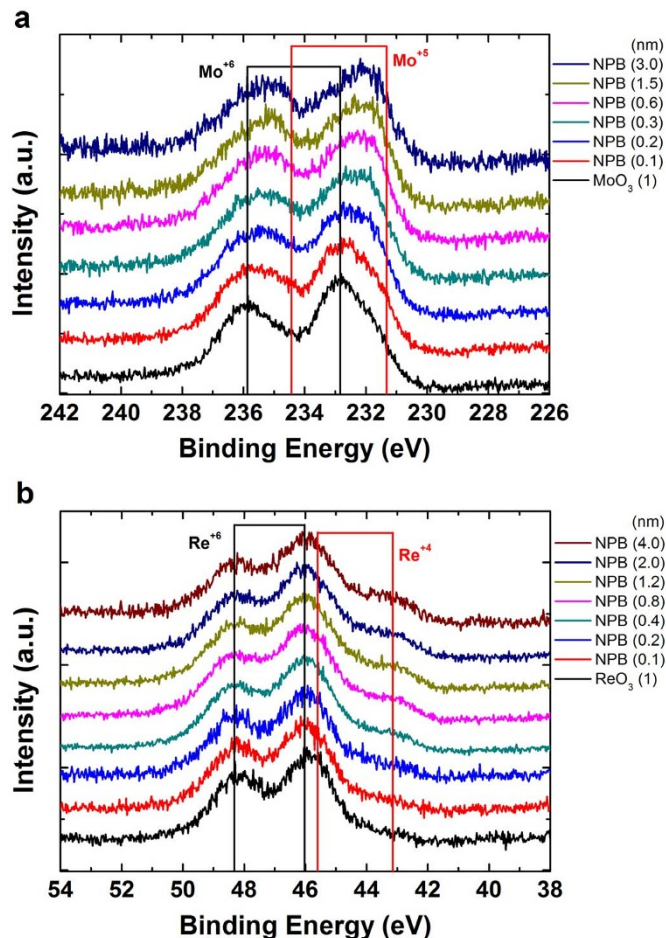 a
(nm)
NPB (3.0)
NPB (1.5)
NPB (0.6)
NPB (0.3)
NPB (0.2)
NPB (0.1)
MoO₃ (1)
Mo⁺⁶
Mo⁺⁵
Intensity (a.u.)
242 240 238 236 234 232 230 228 226
Binding Energy (eV)
b
(nm)
NPB (4.0)
NPB (2.0)
NPB (1.2)
NPB (0.8)
NPB (0.4)
NPB (0.2)
NPB (0.1)
ReO₃ (1)
Re⁺⁶
Re⁺⁴
Intensity (a.u.)
54 52 50 48 46 44 42 40 38
Binding Energy (eV)